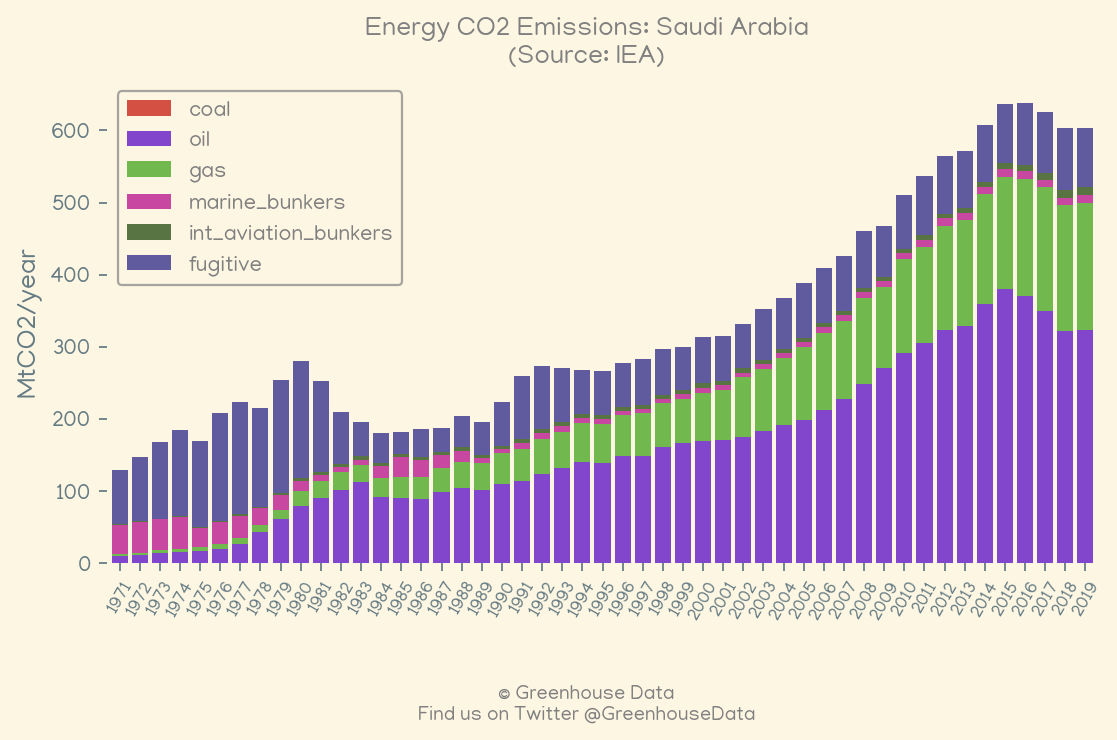 Energy CO2 Emissions: Saudi Arabia
(Source: IEA)
coal
oil
gas
marine_bunkers
int_aviation_bunkers
fugitive
MtCO2/year
600
500
400
300
200
100
0
1971 1972 1973 1974 1975 1976 1977 1978 1979 1980 1981 1982 1983 1984 1985 1986 1987 1988 1989 1990 1991 1992 1993 1994 1995 1996 1997 1998 1999 2000 2001 2002 2003 2004 2005 2006 2007 2008 2009 2010 2011 2012 2013 2014 2015 2016 2017 2018 2019
© Greenhouse Data
Find us on Twitter @GreenhouseData